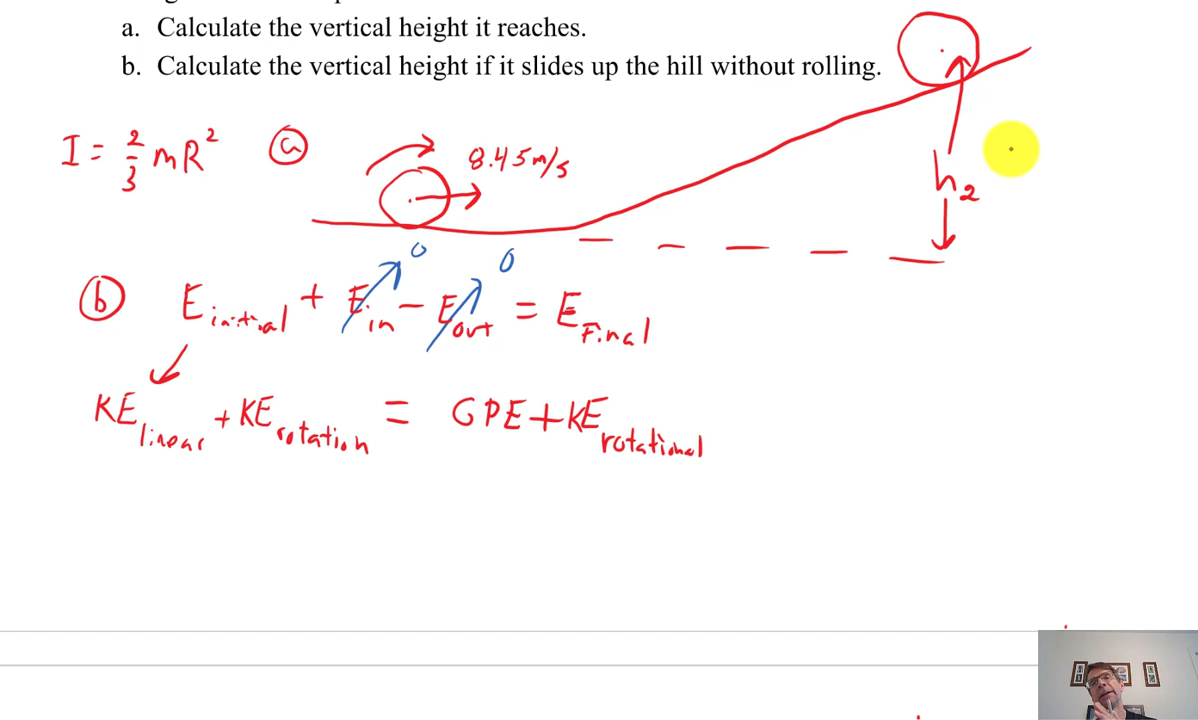 a. Calculate the vertical height it reaches.
b. Calculate the vertical height if it slides up the hill without rolling.
I = 2/3 mR²
a
8.45 m/s
h₂
0 0
b E initial + E in - E out = E Final
KE linear + KE rotation = GPE + KE rotational